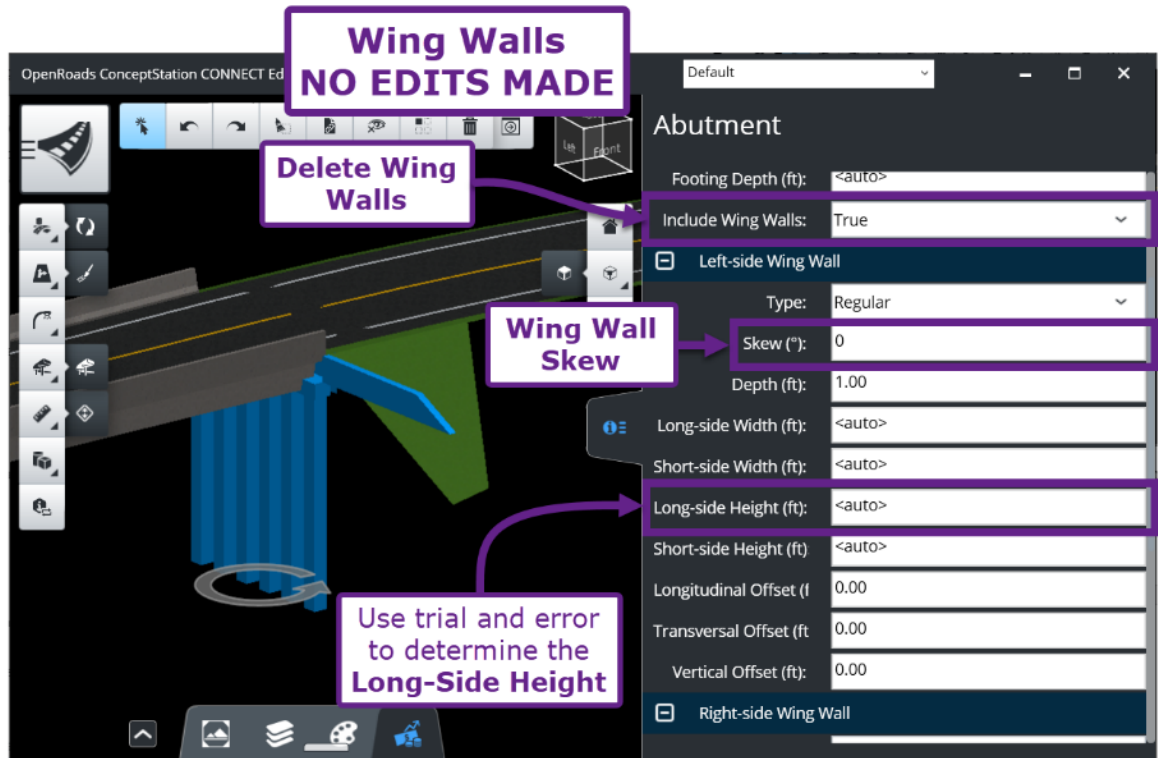 Wing Walls
NO EDITS MADE
OpenRoads ConceptStation CONNECT Ed
Default
Delete Wing
Walls
Left
Front
Abutment
Footing Depth (ft):
<auto>
Include Wing Walls:
True
Left-side Wing Wall
Type:
Regular
Wing Wall
Skew
Skew (°):
0
Depth (ft):
1.00
Long-side Width (ft):
<auto>
Short-side Width (ft):
<auto>
Long-side Height (ft):
<auto>
Short-side Height (ft)
<auto>
Longitudinal Offset (f
0.00
Transversal Offset (ft
0.00
Vertical Offset (ft):
0.00
Right-side Wing Wall
Use trial and error
to determine the
Long-Side Height